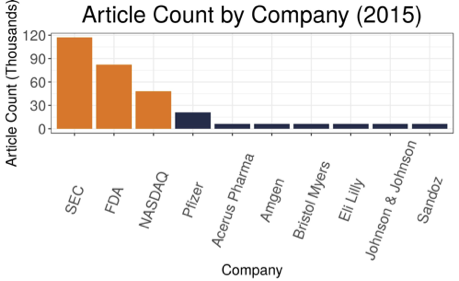 Article Count by Company (2015)
Article Count (Thousands)
120
90
60
30
0
SEC
FDA
NASDAQ
Pfizer
Acerus Pharma
Amgen
Bristol Myers
Eli Lilly
Johnson & Johnson
Sandoz
Company